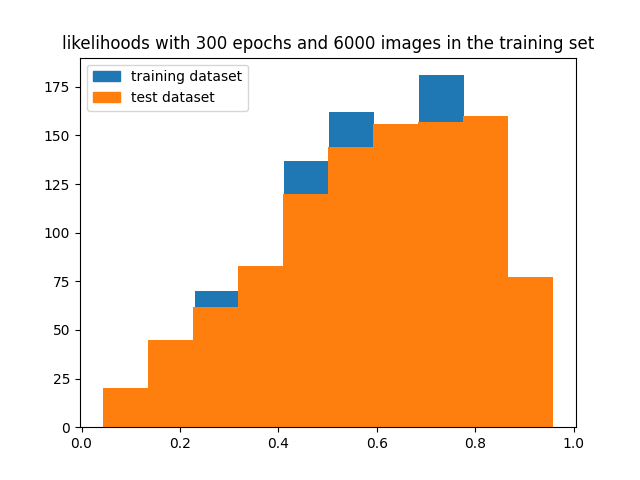 likelihoods with 300 epochs and 6000 images in the training set
training dataset
test dataset
175
150
125
100
75
50
25
0
0.0 0.2 0.4 0.6 0.8 1.0